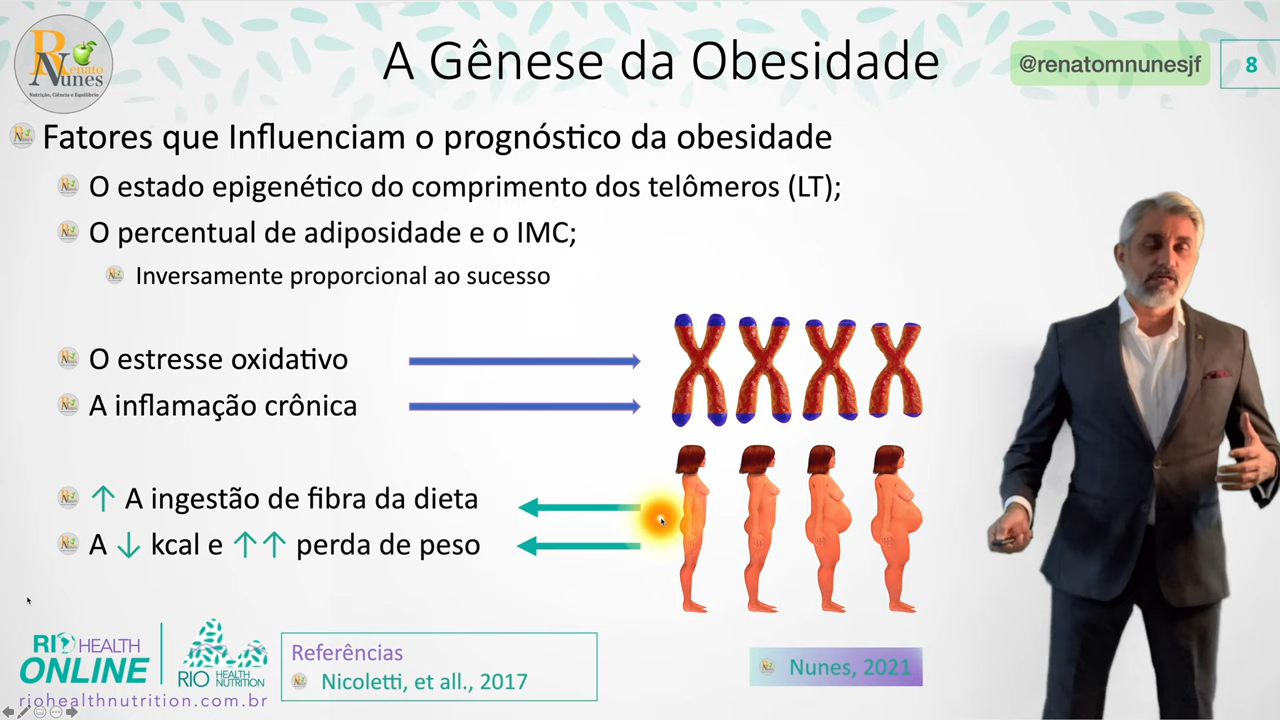 A Gênese da Obesidade
@renatomnunesjf
8
Renato
Nunes
Nutrição, Ciência e Equilíbrio
Fatores que Influenciam o prognóstico da obesidade
O estado epigenético do comprimento dos telômeros (LT);
O percentual de adiposidade e o IMC;
Inversamente proporcional ao sucesso
O estresse oxidativo
A inflamação crônica
↑ A ingestão de fibra da dieta
A ↓ kcal e ↑↑ perda de peso
RIO HEALTH
ONLINE
RIO HEALTH NUTRITION
riohealthnutrition.com.br
Referências
Nicoletti, et all., 2017
Nunes, 2021